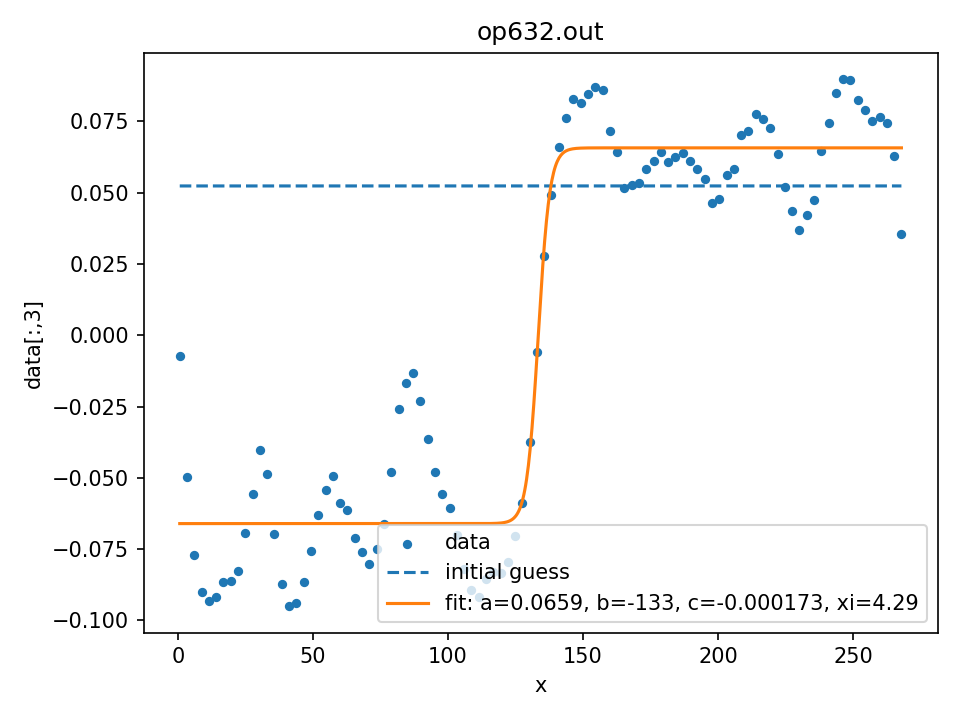 op632.out
data[:,3]
0.075
0.050
0.025
0.000
−0.025
−0.050
−0.075
−0.100
data
initial guess
fit: a=0.0659, b=-133, c=-0.000173, xi=4.29
0 50 100 150 200 250
x